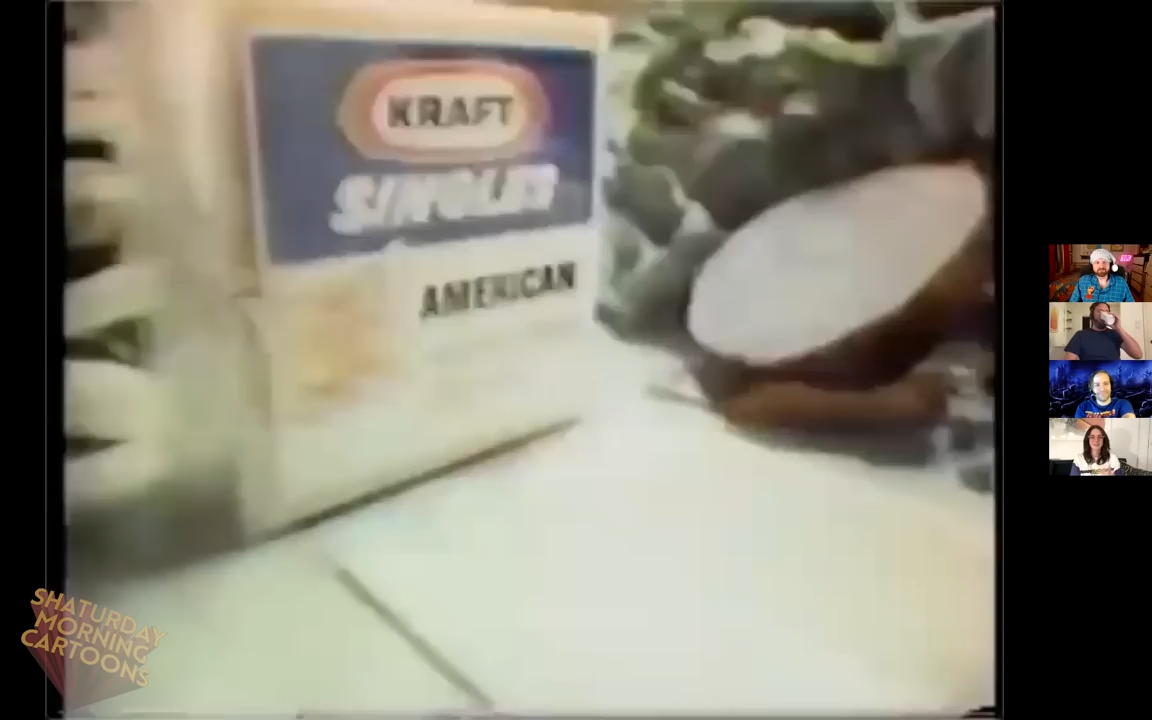 KRAFT
SINGLES
AMERICAN
SHATURDAY
MORNING
CARTOONS